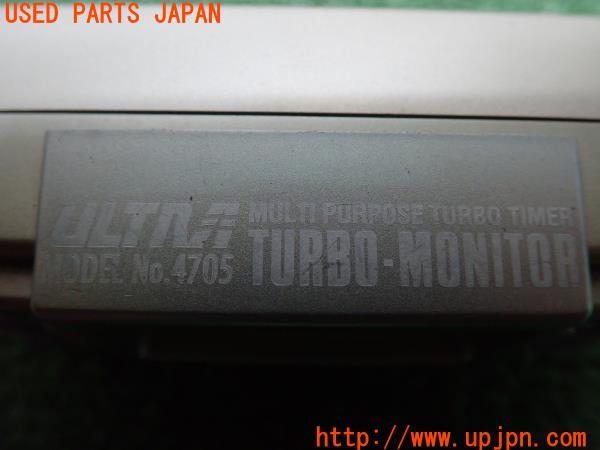 USED PARTS JAPAN
ULTRA MULTI PURPOSE TURBO TIMER
MODEL No.4705 TURBO-MONITOR
http://www.upjpn.com/